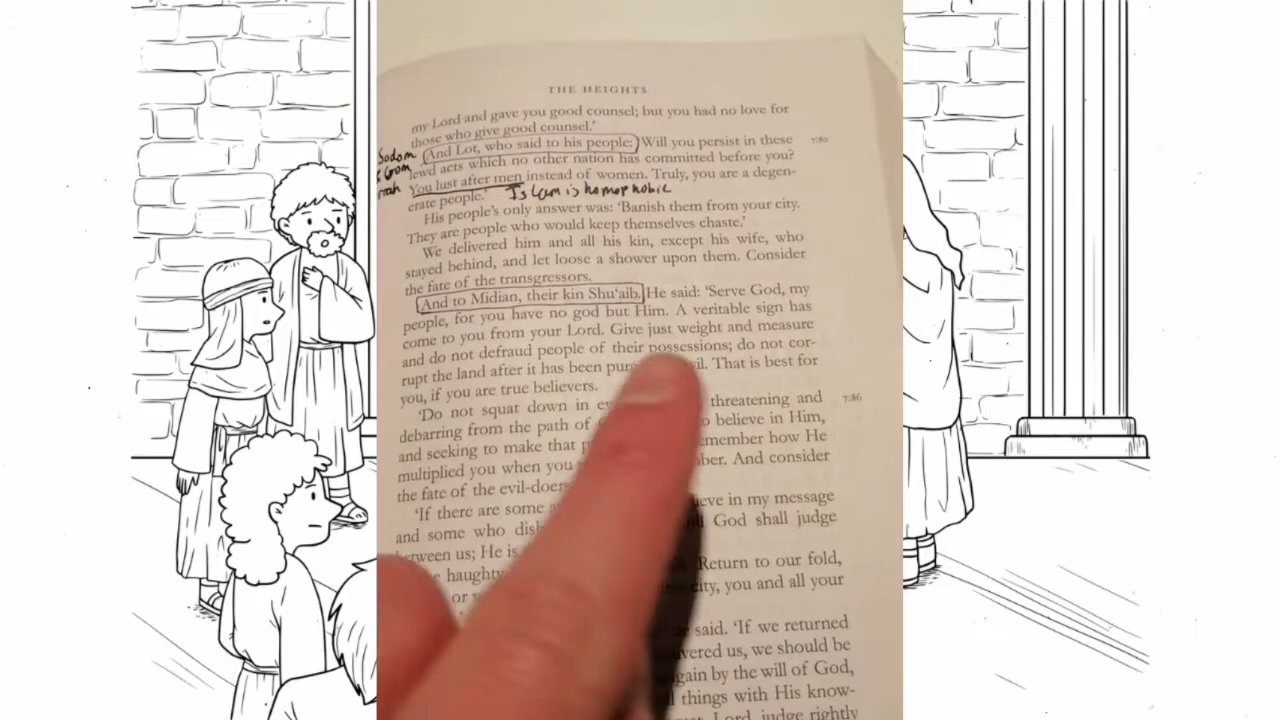 THE HEIGHTS
my Lord and gave you good counsel; but you had no love for
those who give good counsel.'
Sodom
& Gom
rrah
And Lot, who said to his people: Will you persist in these 7:80
lewd acts which no other nation has committed before you?
You lust after men instead of women. Truly, you are a degen-
erate people.' Islam is homophobic
His people's only answer was: 'Banish them from your city.
They are people who would keep themselves chaste.'
We delivered him and all his kin, except his wife, who
stayed behind, and let loose a shower upon them. Consider
the fate of the transgressors.
And to Midian, their kin Shu'aib. He said: 'Serve God, my
people, for you have no god but Him. A veritable sign has
come to you from your Lord. Give just weight and measure
and do not defraud people of their possessions; do not cor-
rupt the land after it has been That is best for
you, if you are true believers.
'Do not squat down in threatening and 7:86
debarring from the path of believe in Him,
and seeking to make that remember how He
multiplied you when you And consider
the fate of the evil-doers
'If there are some believe in my message
and some who God shall judge
between us; He is
haughty Return to our fold,
or city, you and all your
said. 'If we returned
we should be
by the will of God,
things with His know-
Lord, judge rightly